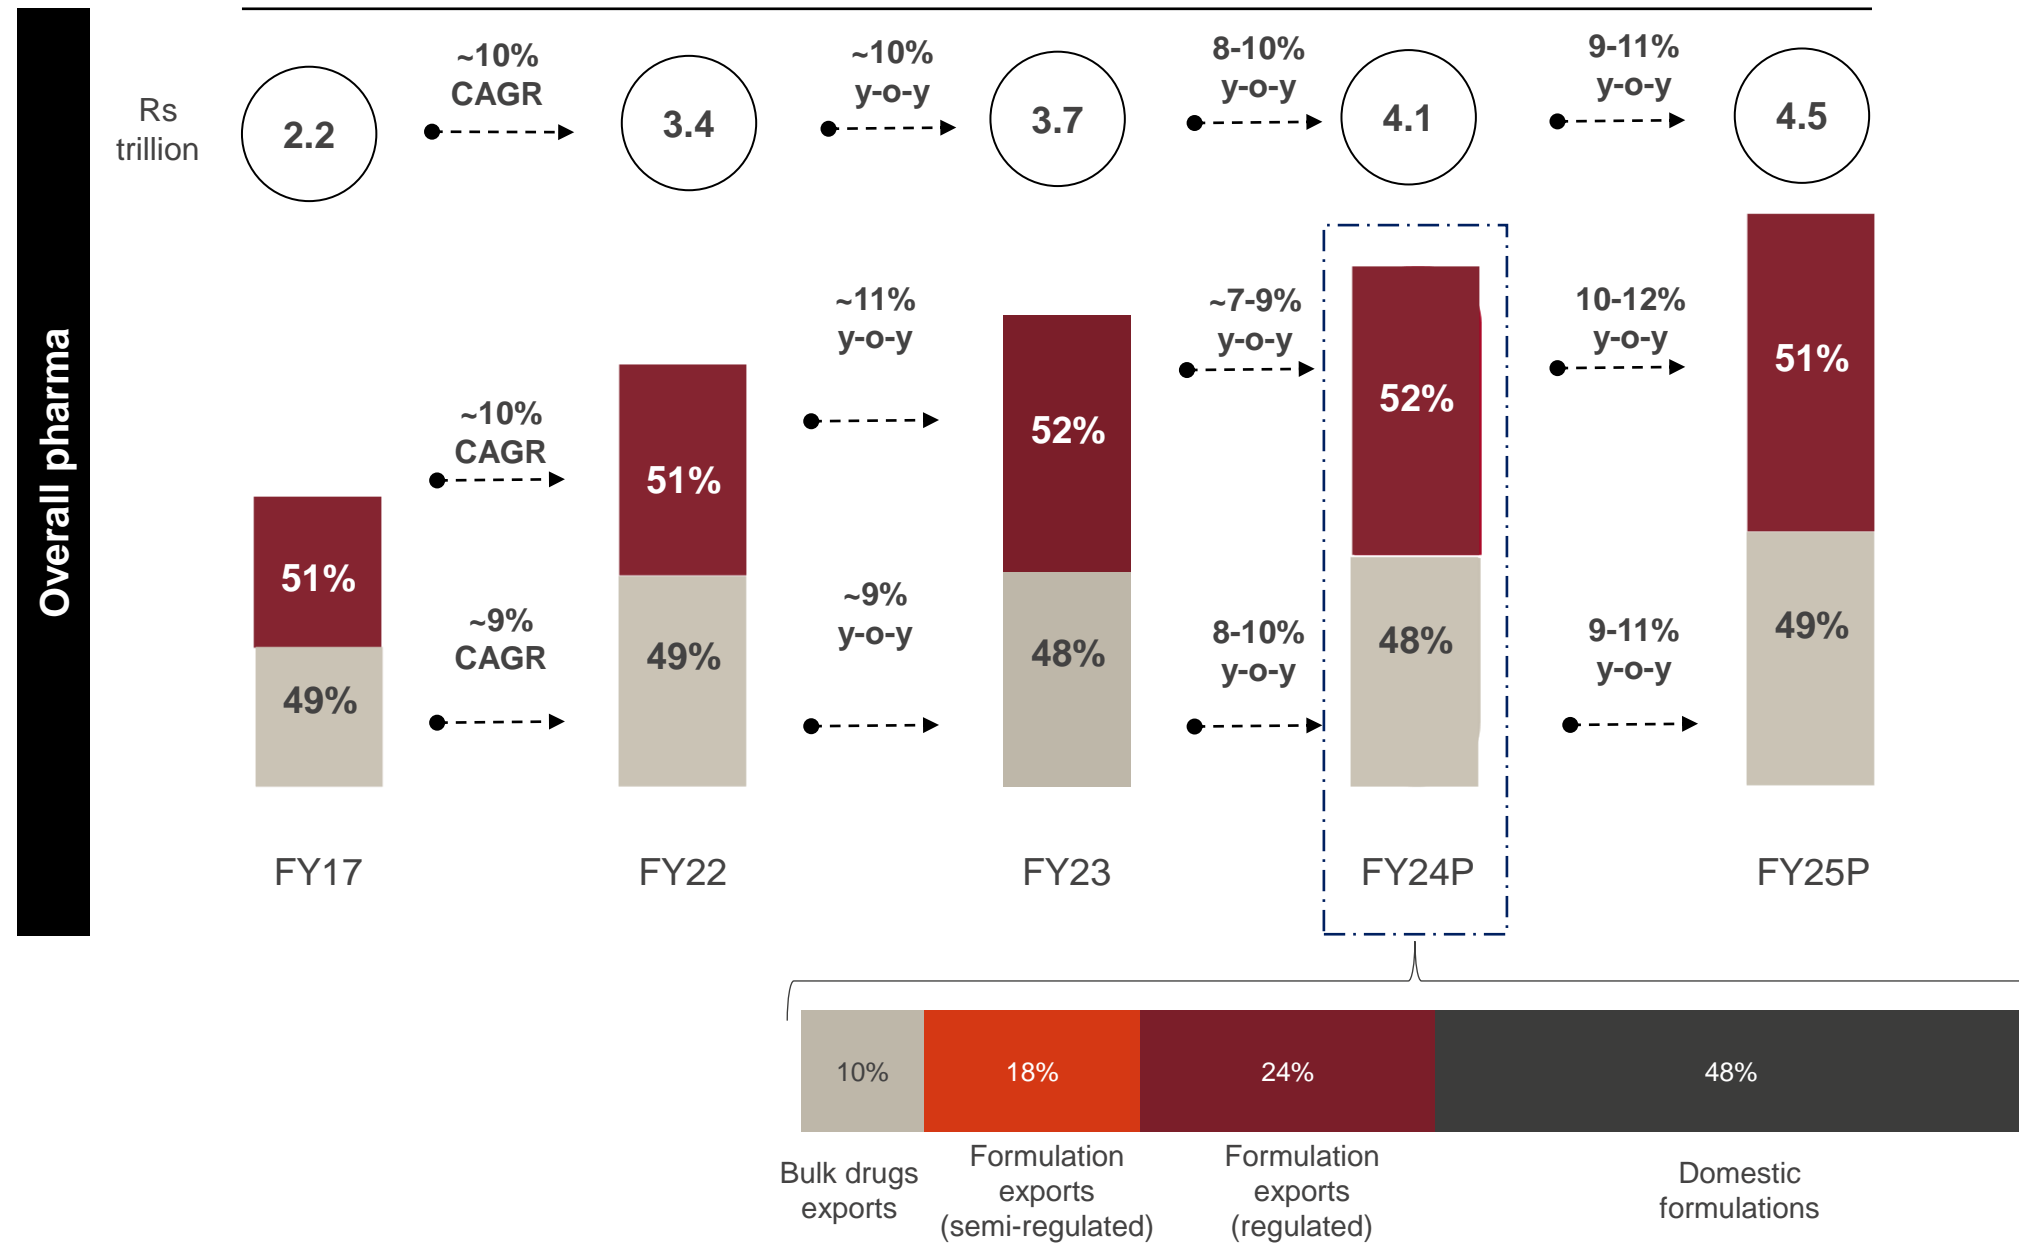 Overall pharma
Rs
trillion
2.2
~10%
CAGR
3.4
~10%
y-o-y
3.7
8-10%
y-o-y
4.1
9-11%
y-o-y
4.5
~10%
CAGR
~11%
y-o-y
~7-9%
y-o-y
10-12%
y-o-y
51%
51%
52%
52%
51%
~9%
CAGR
~9%
y-o-y
8-10%
y-o-y
9-11%
y-o-y
49%
49%
48%
48%
49%
FY17
FY22
FY23
FY24P
FY25P
10%
18%
24%
48%
Bulk drugs
exports
Formulation
exports
(semi-regulated)
Formulation
exports
(regulated)
Domestic
formulations